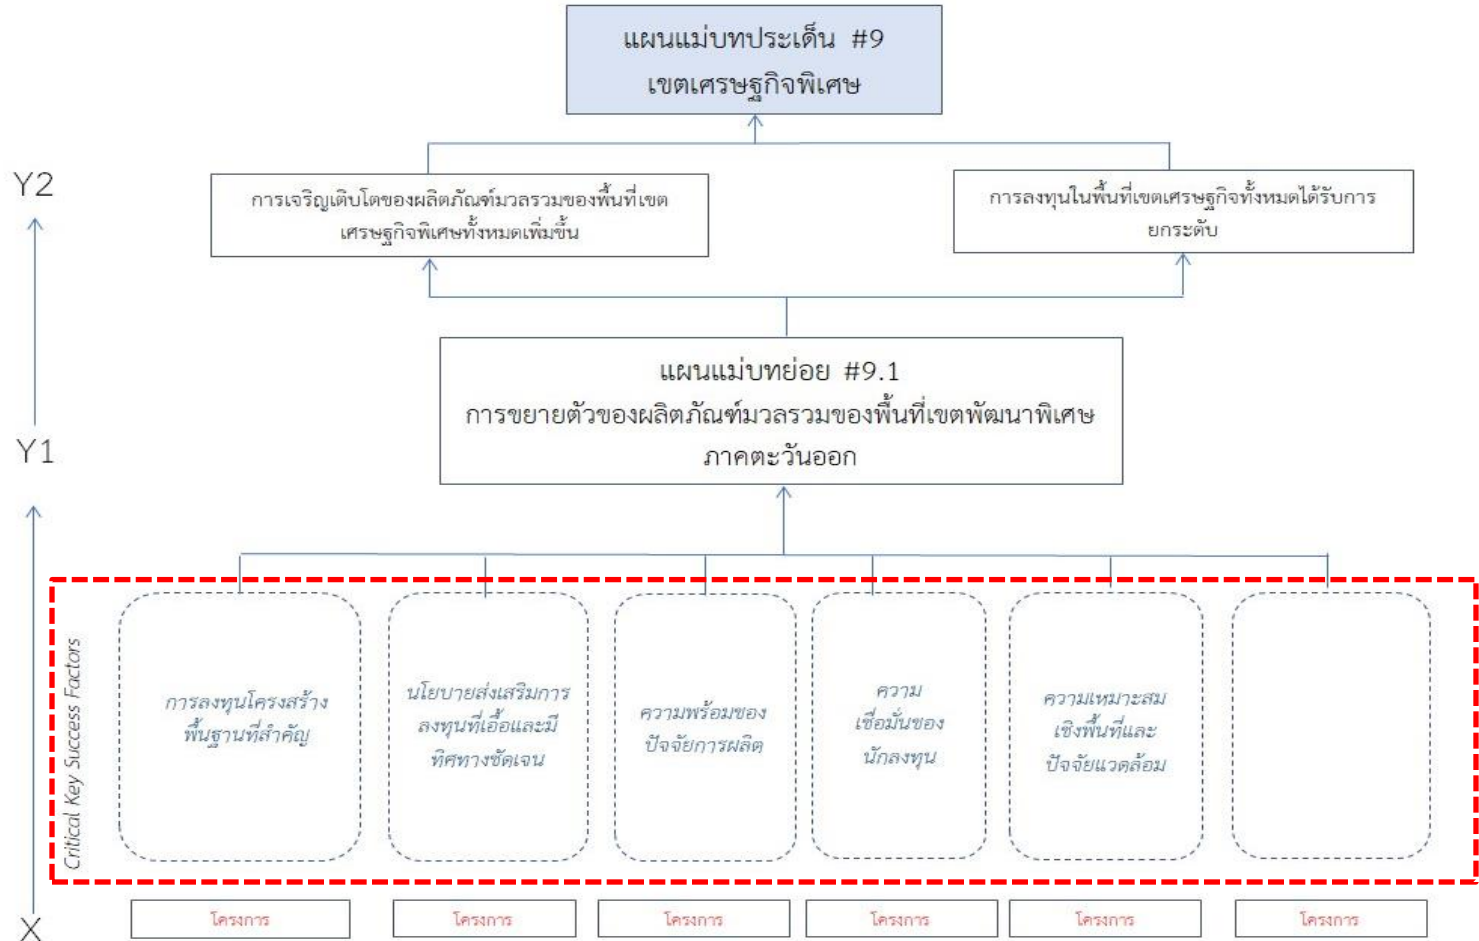 แผนแม่บทประเด็น #9
เขตเศรษฐกิจพิเศษ
Y2
การเจริญเติบโตของผลิตภัณฑ์มวลรวมของพื้นที่เขต
เศรษฐกิจพิเศษทั้งหมดเพิ่มขึ้น
การลงทุนในพื้นที่เขตเศรษฐกิจทั้งหมดได้รับการ
ยกระดับ
แผนแม่บทย่อย #9.1
การขยายตัวของผลิตภัณฑ์มวลรวมของพื้นที่เขตพัฒนาพิเศษ
ภาคตะวันออก
Y1
Critical Key Success Factors
การลงทุนโครงสร้าง
พื้นฐานที่สำคัญ
นโยบายส่งเสริมการ
ลงทุนที่เอื้อและมี
ทิศทางชัดเจน
ความพร้อมของ
ปัจจัยการผลิต
ความ
เชื่อมั่นของ
นักลงทุน
ความเหมาะสม
เชิงพื้นที่และ
ปัจจัยแวดล้อม
X
โครงการ
โครงการ
โครงการ
โครงการ
โครงการ
โครงการ